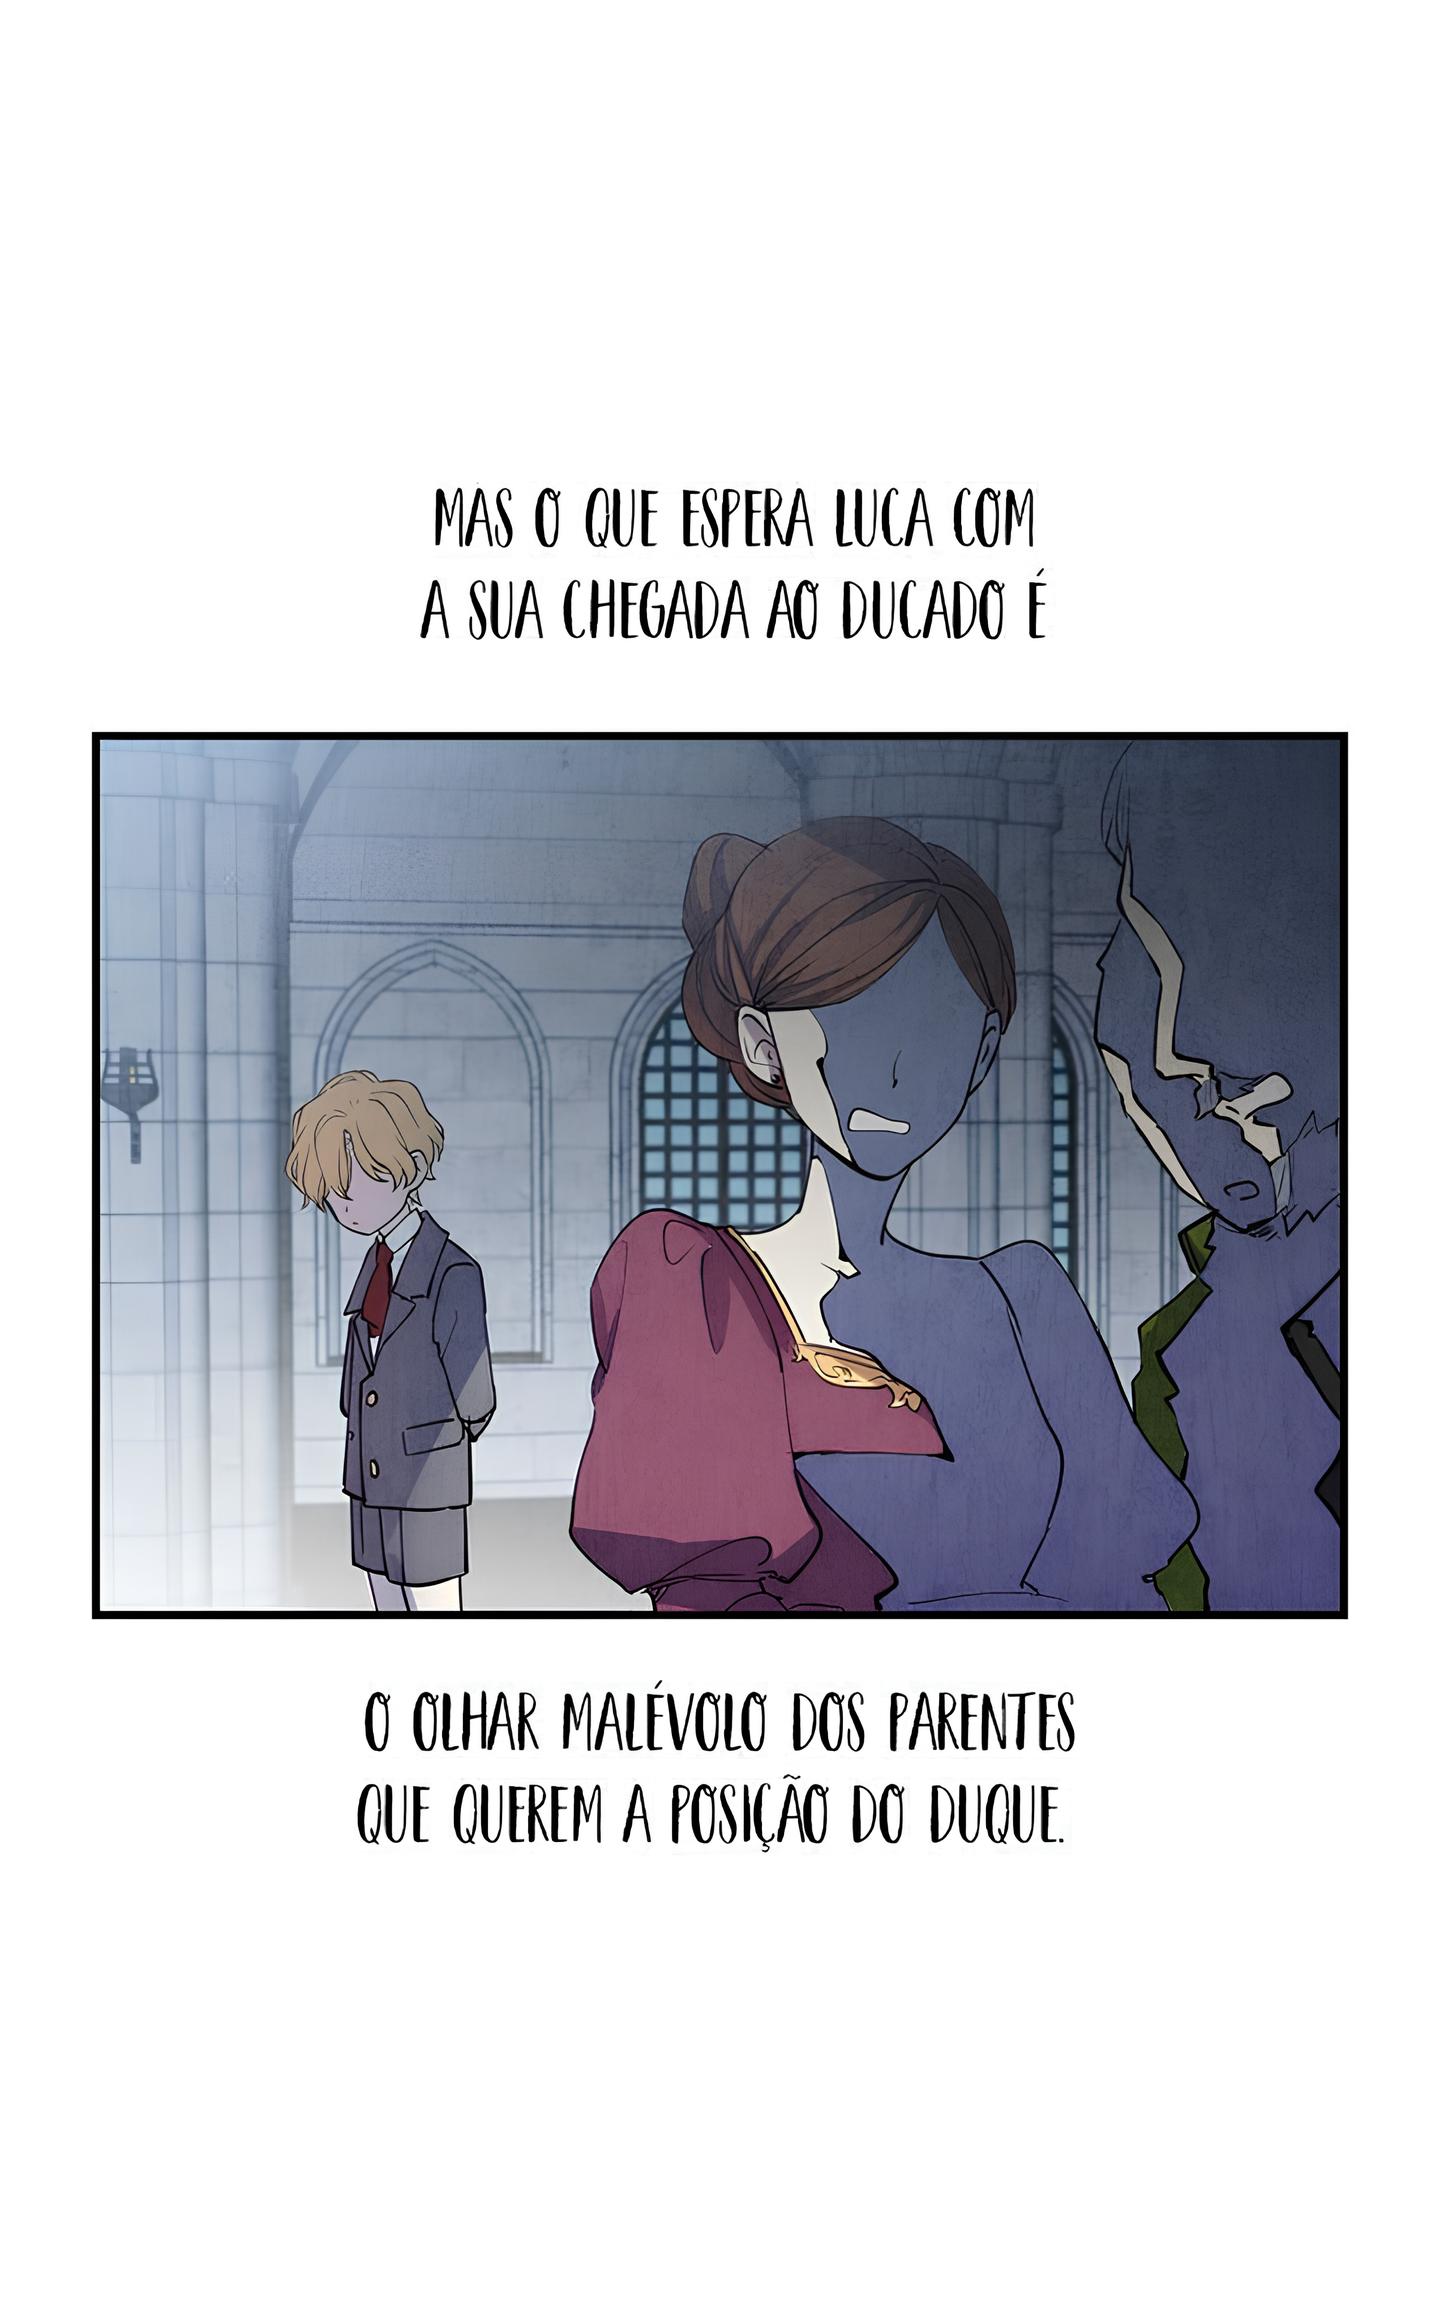 MAS O QUE ESPERA LUCA COM
A SUA CHEGADA AO DUCADO É
O OLHAR MALÉVOLO DOS PARENTES
QUE QUEREM A POSIÇÃO DO DUQUE.